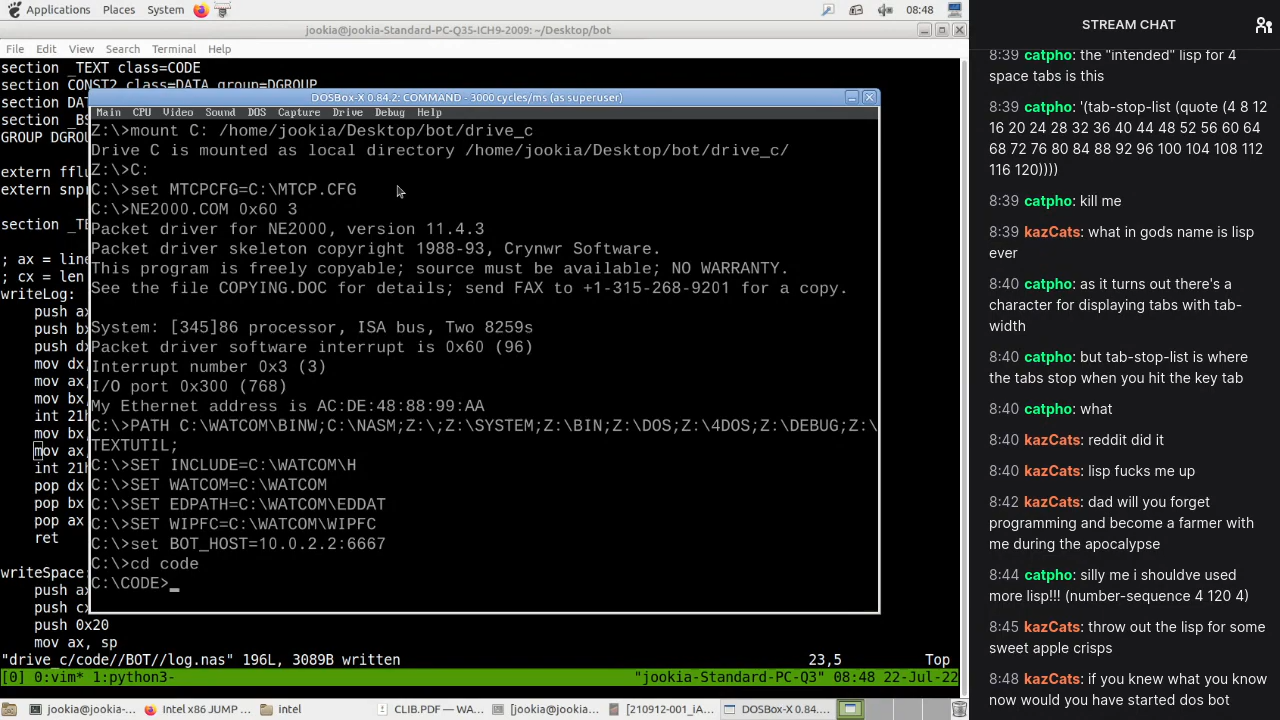 Applications Places System 08:48
jookia@jookia-Standard-PC-Q35-ICH9-2009: ~/Desktop/bot
File Edit View Search Terminal Help
section _TEXT class=CODE
section CONST2 class=DATA group=DGROUP
section DAT
section _BS
GROUP DGROU
extern fflu
extern snpr
section _TE
; ax = line
; cx = len
writeLog:
push ax
push bx
push dx
mov dx,
mov ax,
mov bx,
int 21h
mov bx,
mov ax,
int 21h
pop dx
pop bx
pop ax
ret
writeSpace:
push ax
push cx
push 0x20
mov ax, sp
"drive_c/code//BOT//log.nas" 196L, 3089B written 23,5 Top
[0] 0:vim* 1:python3- "jookia-Standard-PC-Q3" 08:48 22-Jul-22
DOSBox-X 0.84.2: COMMAND - 3000 cycles/ms (as superuser)
Main CPU Video Sound DOS Capture Drive Debug Help
Z:\>mount C: /home/jookia/Desktop/bot/drive_c
Drive C is mounted as local directory /home/jookia/Desktop/bot/drive_c/
Z:\>C:
C:\>set MTCPCFG=C:\MTCP.CFG
C:\>NE2000.COM 0x60 3
Packet driver for NE2000, version 11.4.3
Packet driver skeleton copyright 1988-93, Crynwr Software.
This program is freely copyable; source must be available; NO WARRANTY.
See the file COPYING.DOC for details; send FAX to +1-315-268-9201 for a copy.
System: [345]86 processor, ISA bus, Two 8259s
Packet driver software interrupt is 0x60 (96)
Interrupt number 0x3 (3)
I/O port 0x300 (768)
My Ethernet address is AC:DE:48:88:99:AA
C:\>PATH C:\WATCOM\BINW;C:\NASM;Z:\;Z:\SYSTEM;Z:\BIN;Z:\DOS;Z:\4DOS;Z:\DEBUG;Z:\
TEXTUTIL;
C:\>SET INCLUDE=C:\WATCOM\H
C:\>SET WATCOM=C:\WATCOM
C:\>SET EDPATH=C:\WATCOM\EDDAT
C:\>SET WIPFC=C:\WATCOM\WIPFC
C:\>set BOT_HOST=10.0.2.2:6667
C:\>cd code
C:\CODE>_
jookia@jookia-... Intel x86 JUMP ... intel CLIB.PDF — WA... [jookia@jookia-... [210912-001_iA... DOSBox-X 0.84....
STREAM CHAT
8:39 catpho: the "intended" lisp for 4
space tabs is this
8:39 catpho: '(tab-stop-list (quote (4 8 12
16 20 24 28 32 36 40 44 48 52 56 60 64
68 72 76 80 84 88 92 96 100 104 108 112
116 120))))
8:39 catpho: kill me
8:39 kazCats: what in gods name is lisp
ever
8:40 catpho: as it turns out there's a
character for displaying tabs with tab-
width
8:40 catpho: but tab-stop-list is where
the tabs stop when you hit the key tab
8:40 catpho: what
8:40 kazCats: reddit did it
8:40 kazCats: lisp fucks me up
8:42 kazCats: dad will you forget
programming and become a farmer with
me during the apocalypse
8:44 catpho: silly me i shouldve used
more lisp!!! (number-sequence 4 120 4)
8:45 kazCats: throw out the lisp for some
sweet apple crisps
8:48 kazCats: if you knew what you know
now would you have started dos bot